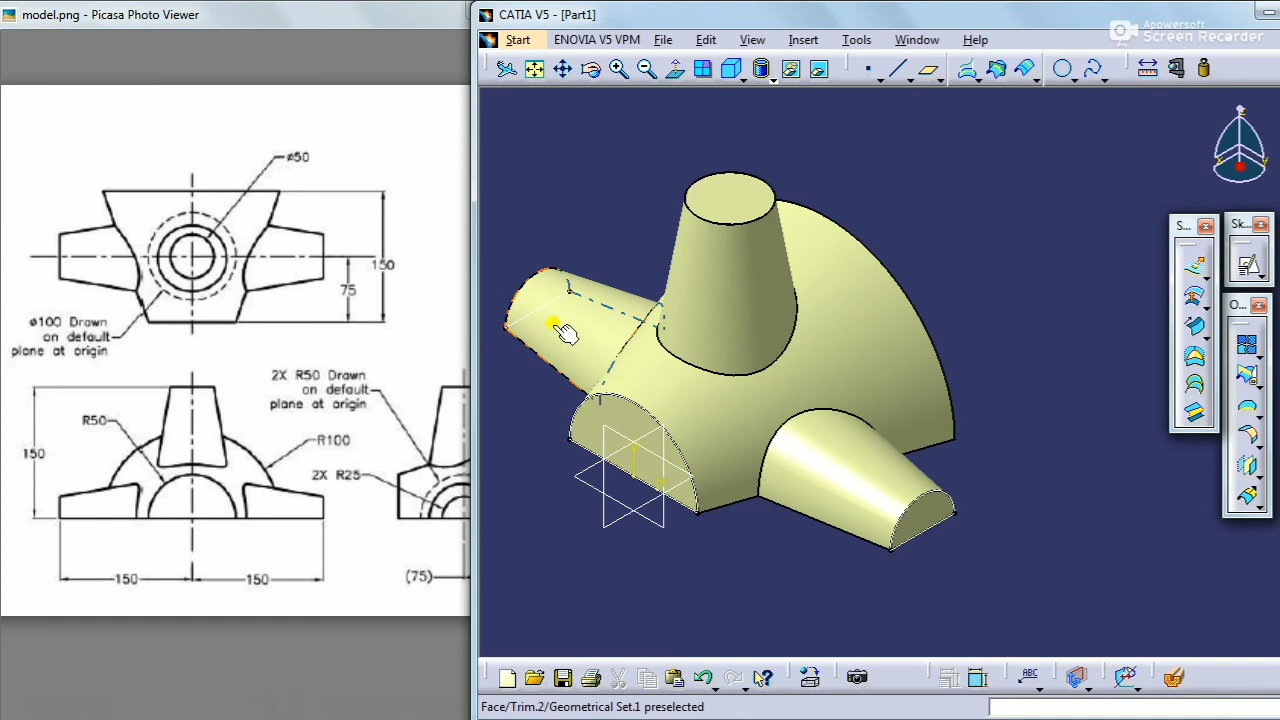 model.png - Picasa Photo Viewer
CATIA V5 - [Part1]
Apowersoft
Screen Recorder
Start ENOVIA V5 VPM File Edit View Insert Tools Window Help
S...
Sk...
O...
ø50
150
75
ø100 Drawn
on default
plane at origin
2X R50 Drawn
on default
plane at origin
R50
R100
150
2X R25
150
150
(75)
ABC
Face/Trim.2/Geometrical Set.1 preselected